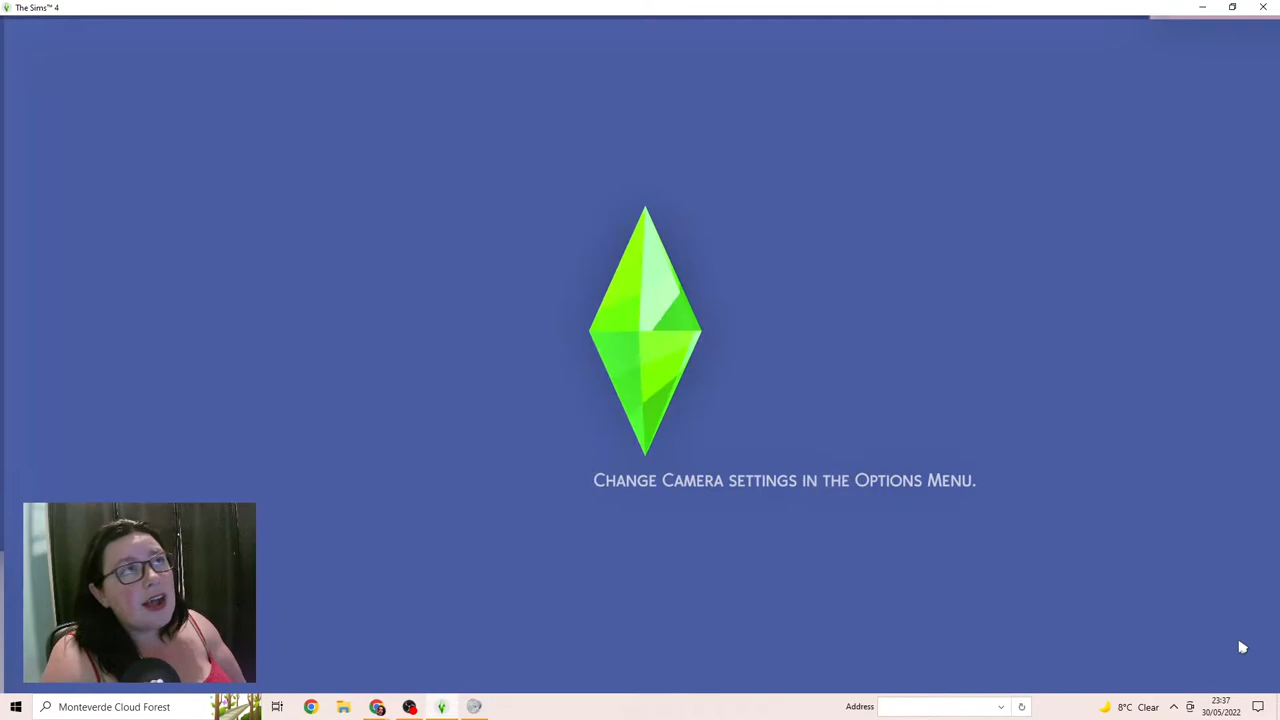 The Sims™ 4
CHANGE CAMERA SETTINGS IN THE OPTIONS MENU.
Monteverde Cloud Forest
Address
8°C Clear
23:37
30/05/2022